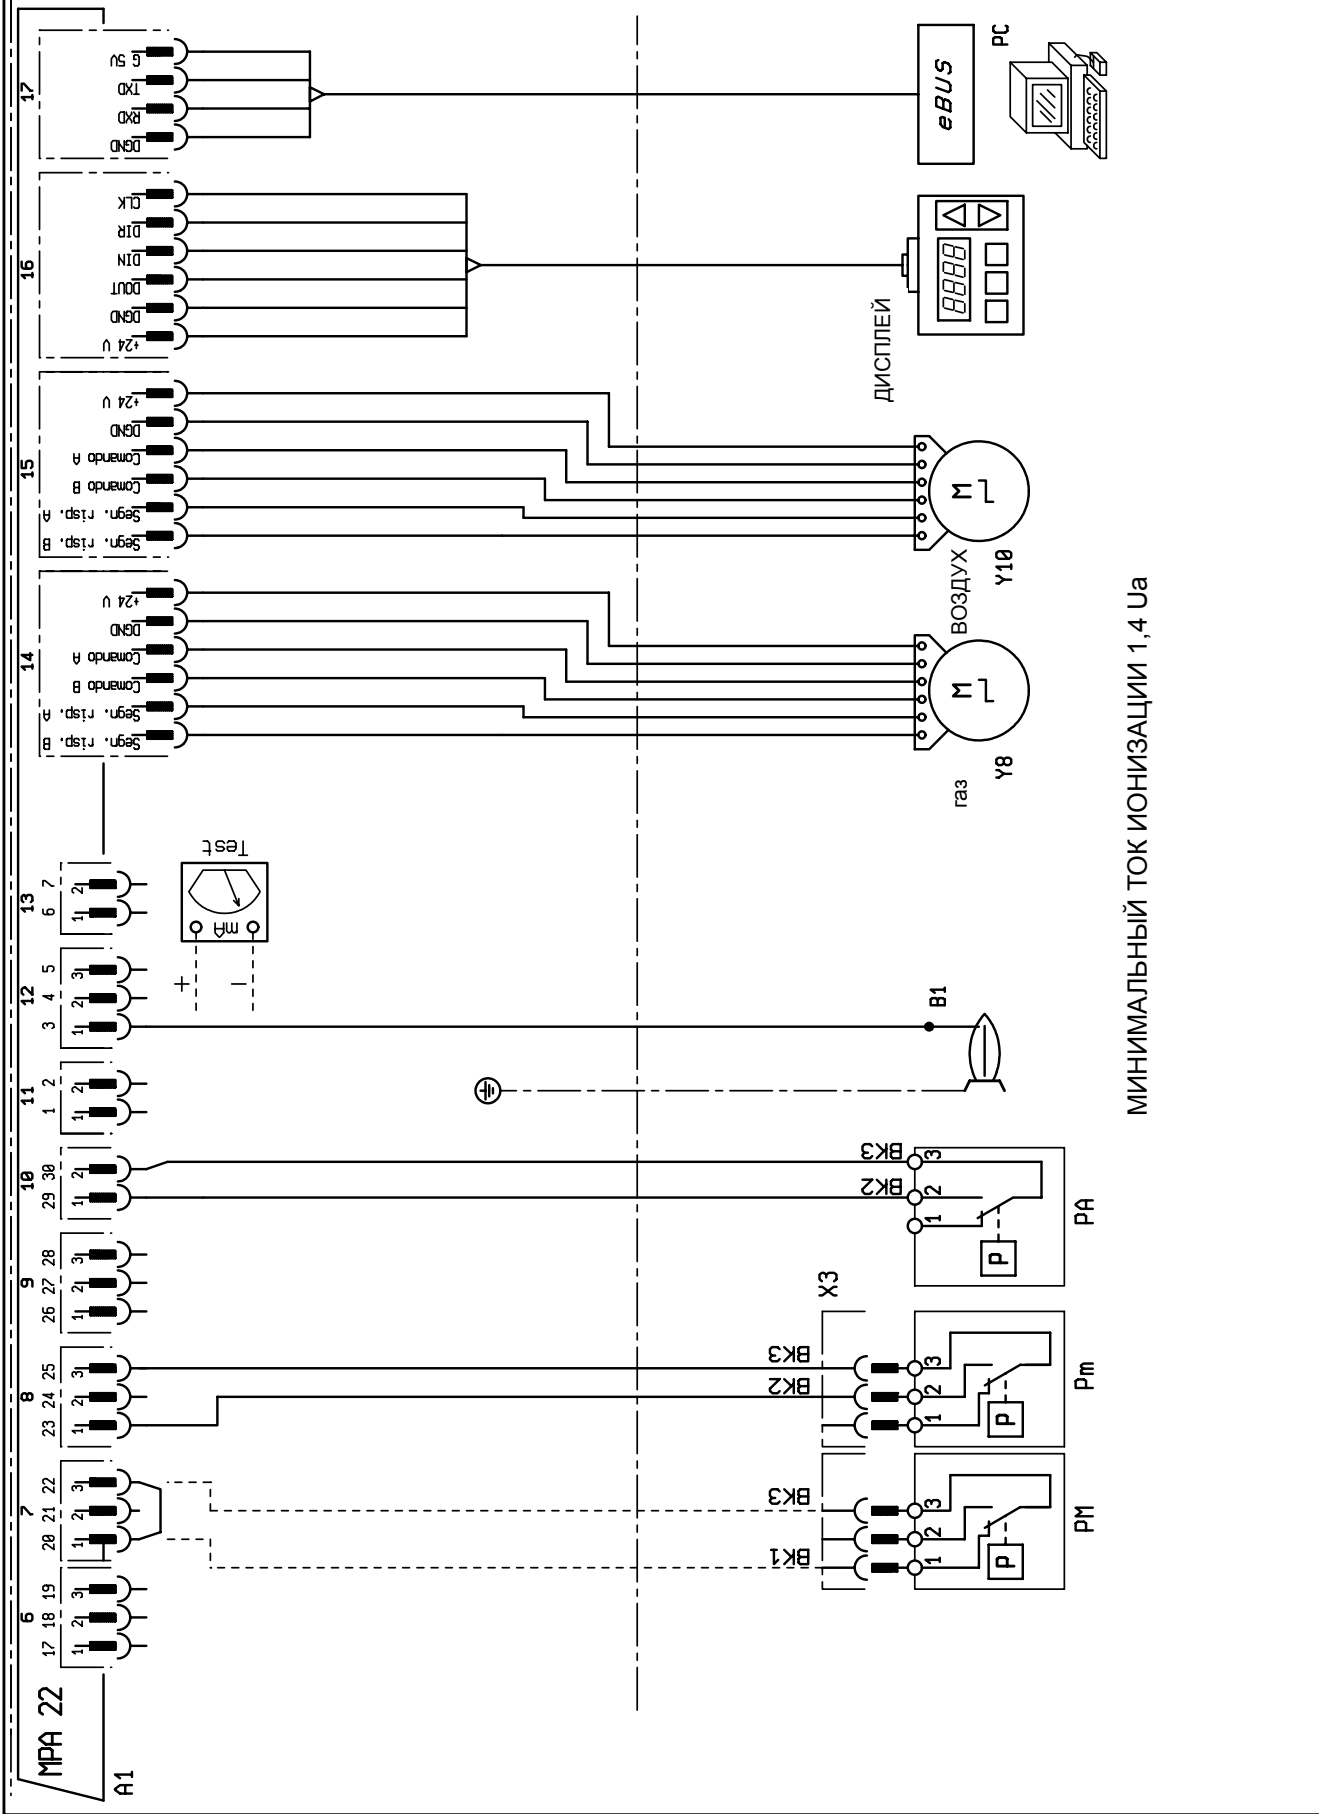 MPA 22
A1
6
17 18 19
1 2 3
7
20 21 22
1 2 3
8
23 24 25
1 2 3
9
26 27 28
1 2 3
10
29 30
1 2
11
1 2
1 2
12
3 4 5
1 2 3
13
6 7
1 2
14
Segn. risp. B
Segn. risp. A
Comando B
Comando A
DGND
+24 V
15
Segn. risp. B
Segn. risp. A
Comando B
Comando A
DGND
+24 V
16
+24 V
DGND
DOUT
DIN
DIR
CLK
17
DGND
RXD
TXD
G 5V
+
-
mA
Test
BK1
BK3
BK2
BK3
BK2
BK3
X3
1 2 3
P
PM
1 2 3
P
Pm
1 2 3
P
PA
B1
M
газ
Y8
M
ВОЗДУХ
Y10
ДИСПЛЕЙ
8888
eBUS
PC
МИНИМАЛЬНЫЙ ТОК ИОНИЗАЦИИ 1,4 Ua